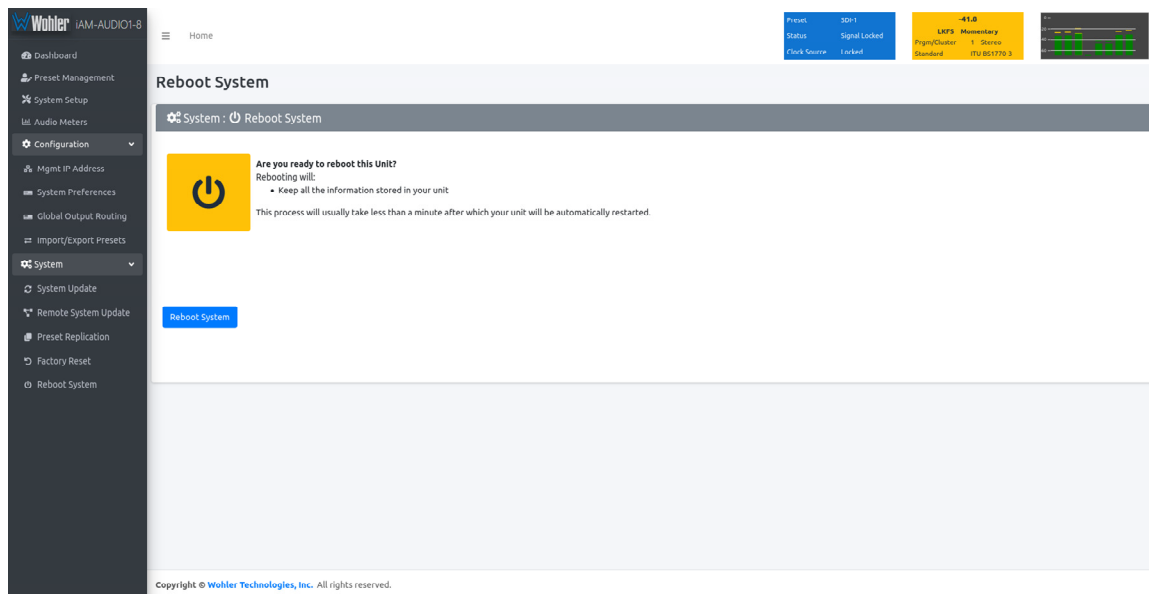 Wohler iAM-AUDIO1-8
Dashboard
Preset Management
System Setup
Audio Meters
Configuration
Mgmt IP Address
System Preferences
Global Output Routing
Import/Export Presets
System
System Update
Remote System Update
Preset Replication
Factory Reset
Reboot System
Home
Preset SDI-1
Status Signal Locked
Clock Source Locked
-41.0
LKFS Momentary
Prgm/Cluster 1 Stereo
Standard ITU BS1770 3
Reboot System
System : Reboot System
Are you ready to reboot this Unit?
Rebooting will:
Keep all the information stored in your unit
This process will usually take less than a minute after which your unit will be automatically restarted.
Reboot System
Copyright © Wohler Technologies, Inc. All rights reserved.